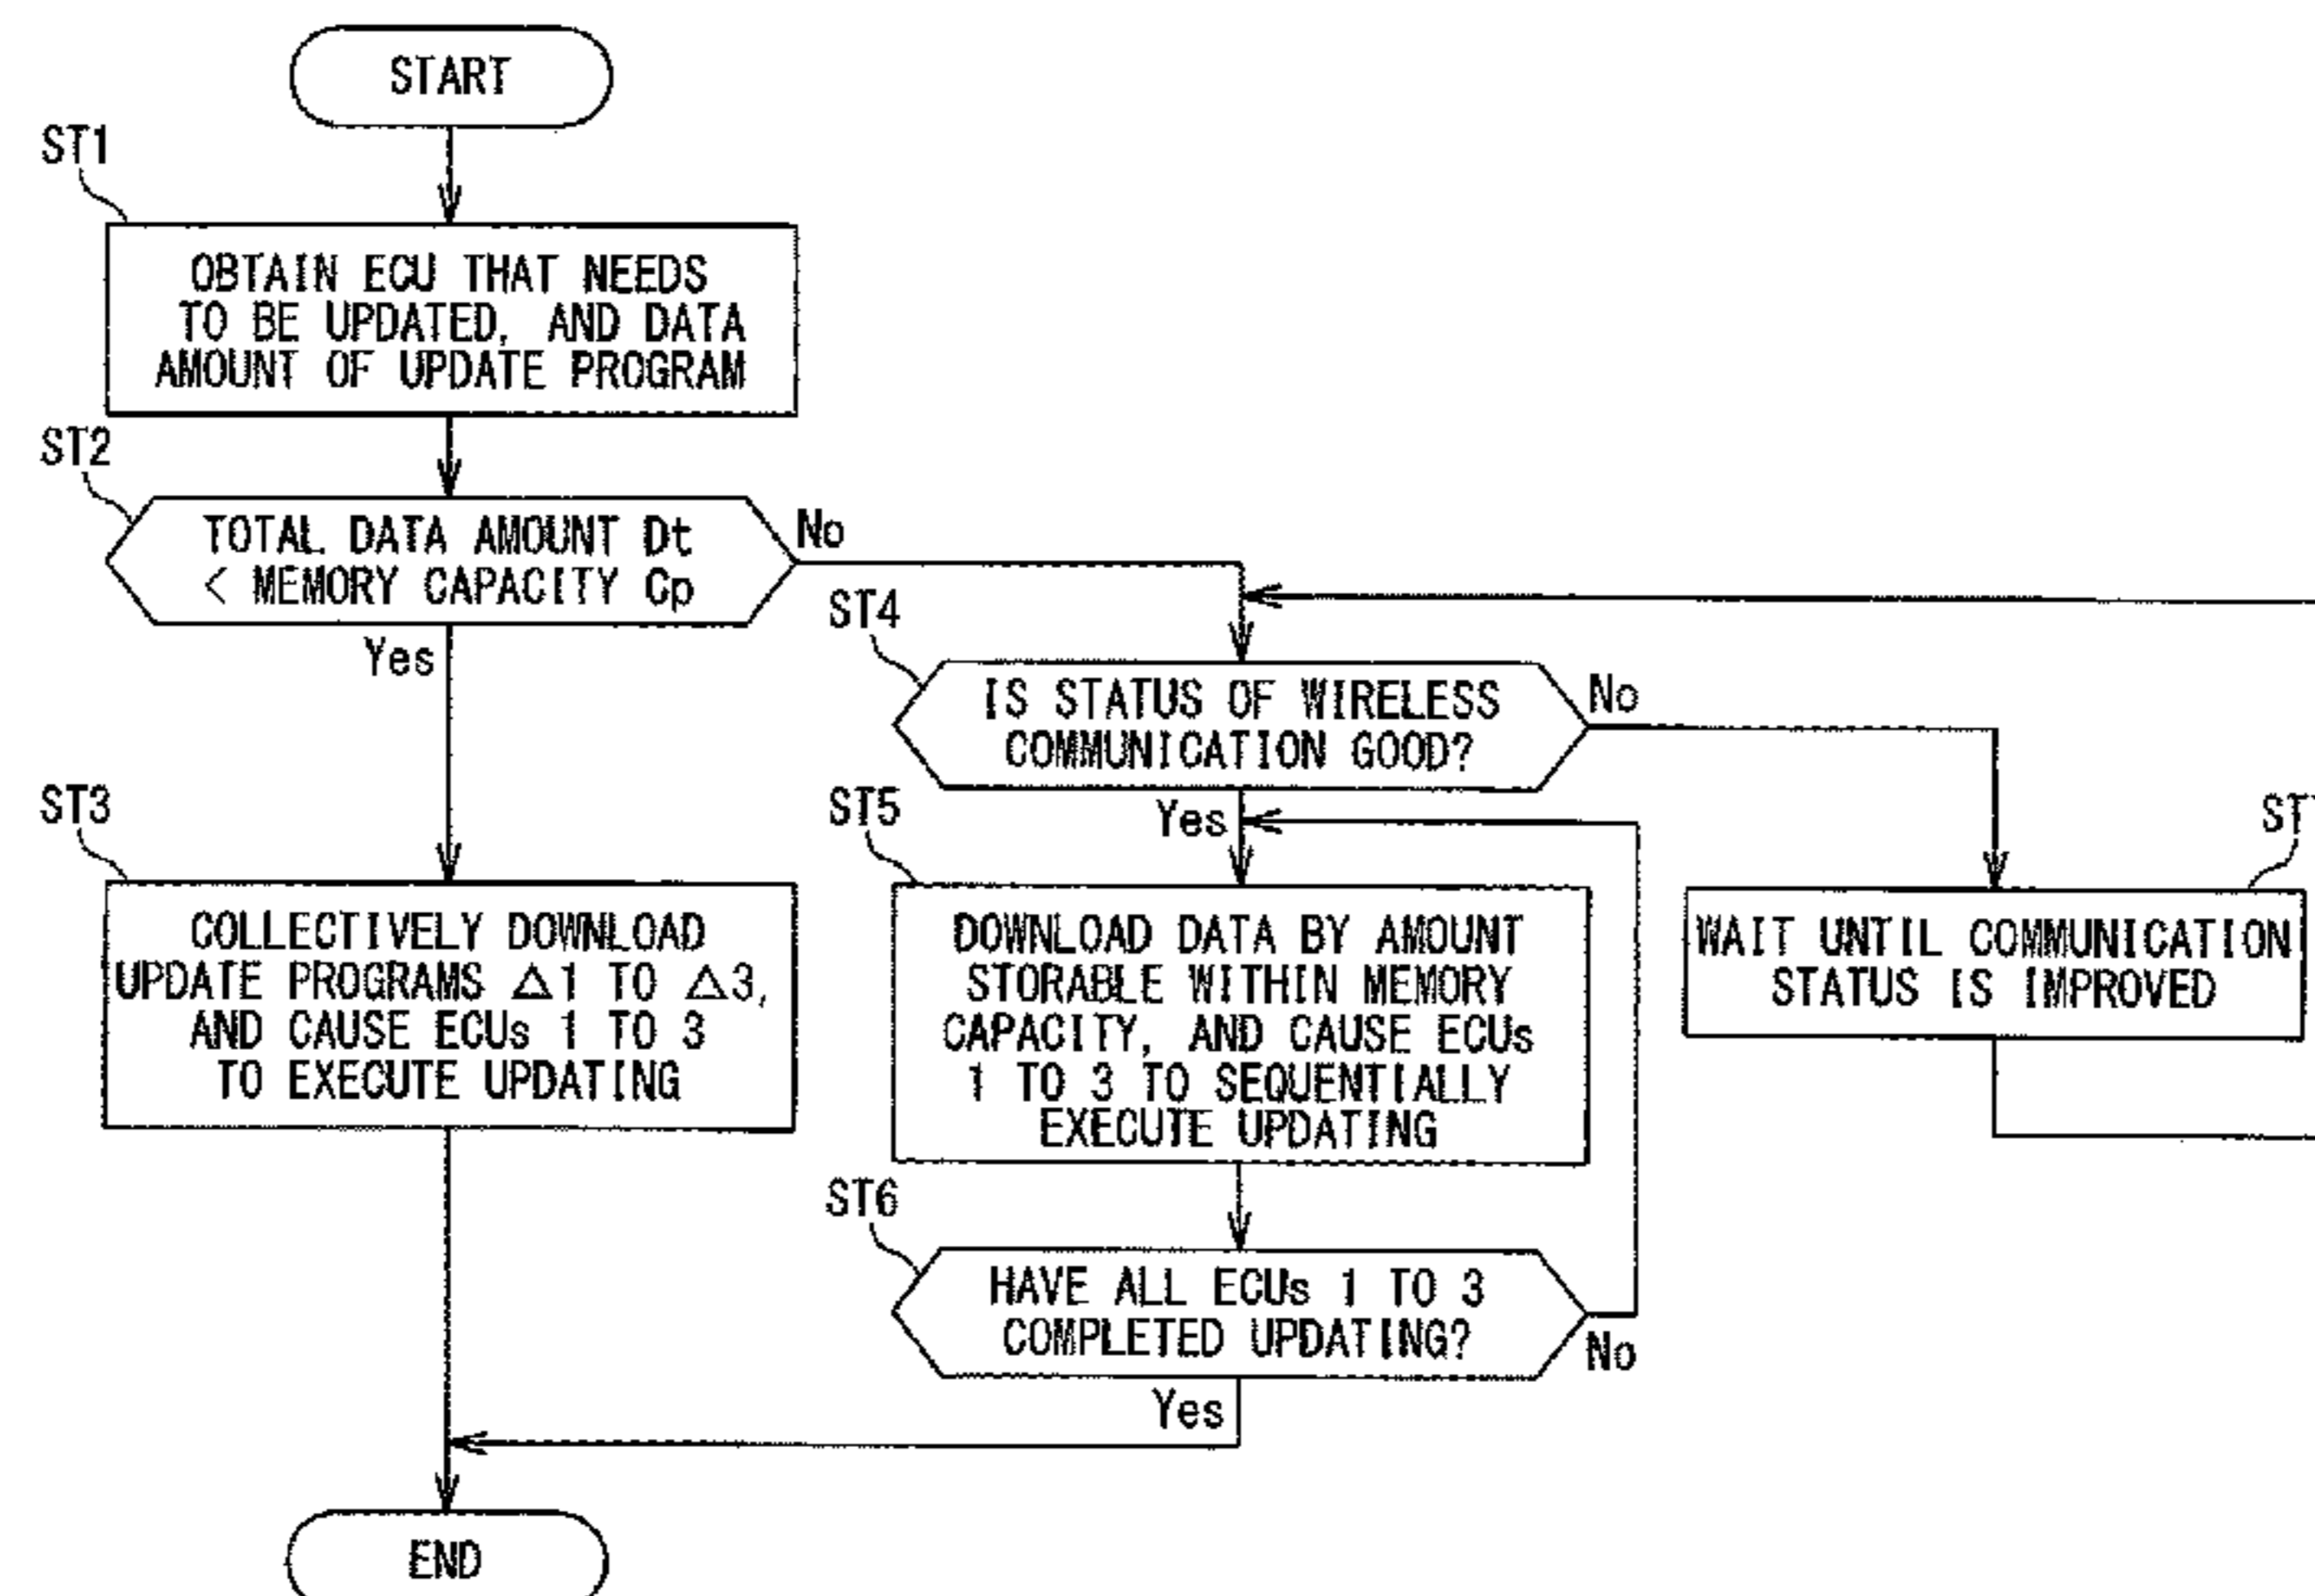 START
ST1
OBTAIN ECU THAT NEEDS
TO BE UPDATED, AND DATA
AMOUNT OF UPDATE PROGRAM
ST2
TOTAL DATA AMOUNT Dt
< MEMORY CAPACITY Cp
No
Yes
ST4
IS STATUS OF WIRELESS
COMMUNICATION GOOD?
No
Yes
ST3
COLLECTIVELY DOWNLOAD
UPDATE PROGRAMS △1 TO △3,
AND CAUSE ECUs 1 TO 3
TO EXECUTE UPDATING
ST5
DOWNLOAD DATA BY AMOUNT
STORABLE WITHIN MEMORY
CAPACITY, AND CAUSE ECUs
1 TO 3 TO SEQUENTIALLY
EXECUTE UPDATING
WAIT UNTIL COMMUNICATION
STATUS IS IMPROVED
ST6
HAVE ALL ECUs 1 TO 3
COMPLETED UPDATING?
No
Yes
END